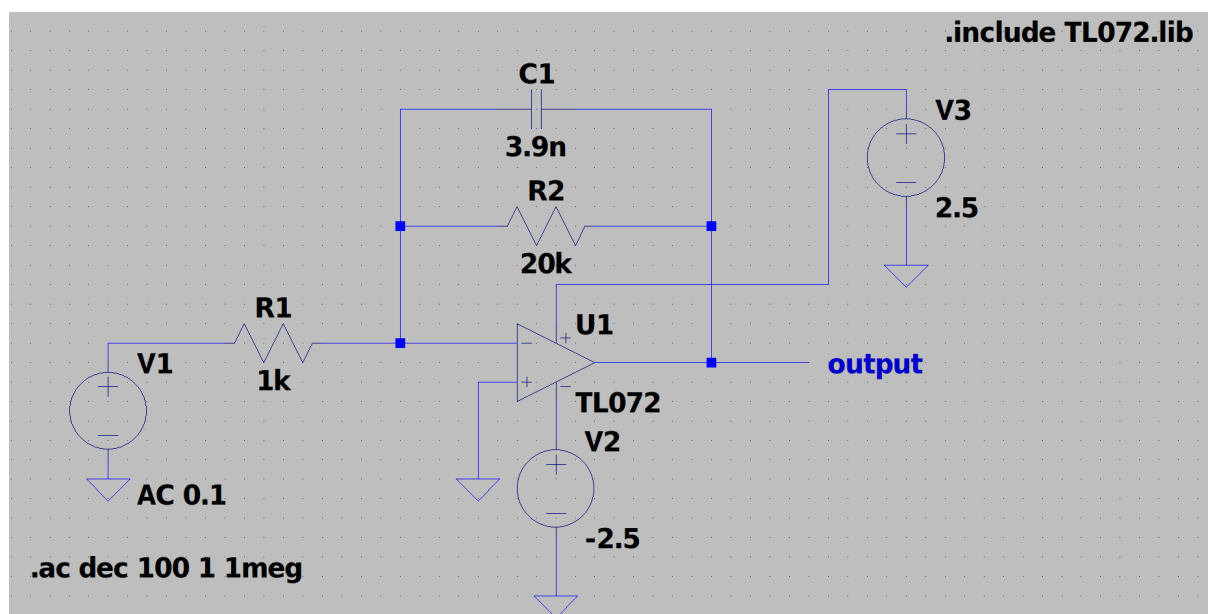 .include TL072.lib
C1
3.9n
V3
2.5
R2
20k
R1
1k
U1
V1
output
TL072
V2
AC 0.1
-2.5
.ac dec 100 1 1meg